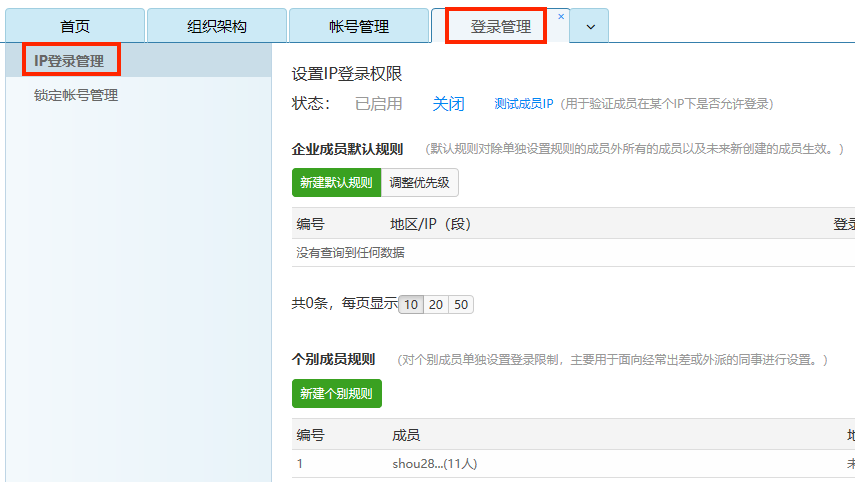 首页 组织架构 帐号管理 登录管理 ×
IP登录管理
锁定帐号管理
设置IP登录权限
状态： 已启用 关闭 测试成员IP（用于验证成员在某个IP下是否允许登录）
企业成员默认规则 （默认规则对除单独设置规则的成员外所有的成员以及未来新创建的成员生效。）
新建默认规则 调整优先级
编号 地区/IP（段） 登录
没有查询到任何数据
共0条，每页显示 10 20 50
个别成员规则 （对个别成员单独设置登录限制，主要用于面向经常出差或外派的同事进行设置。）
新建个别规则
编号 成员
1 shou28...(11人)